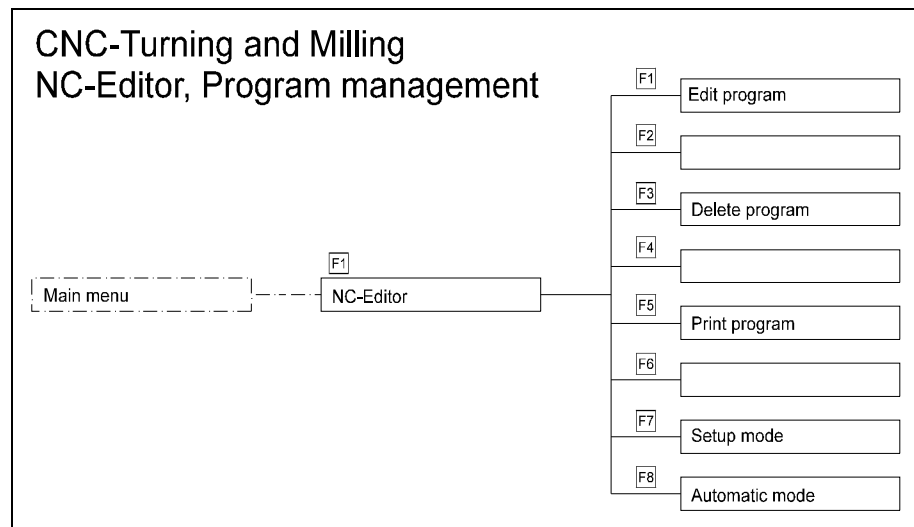 CNC-Turning and Milling
NC-Editor, Program management
F1
Edit program
F2
F3
Delete program
F4
F1
Main menu
NC-Editor
F5
Print program
F6
F7
Setup mode
F8
Automatic mode